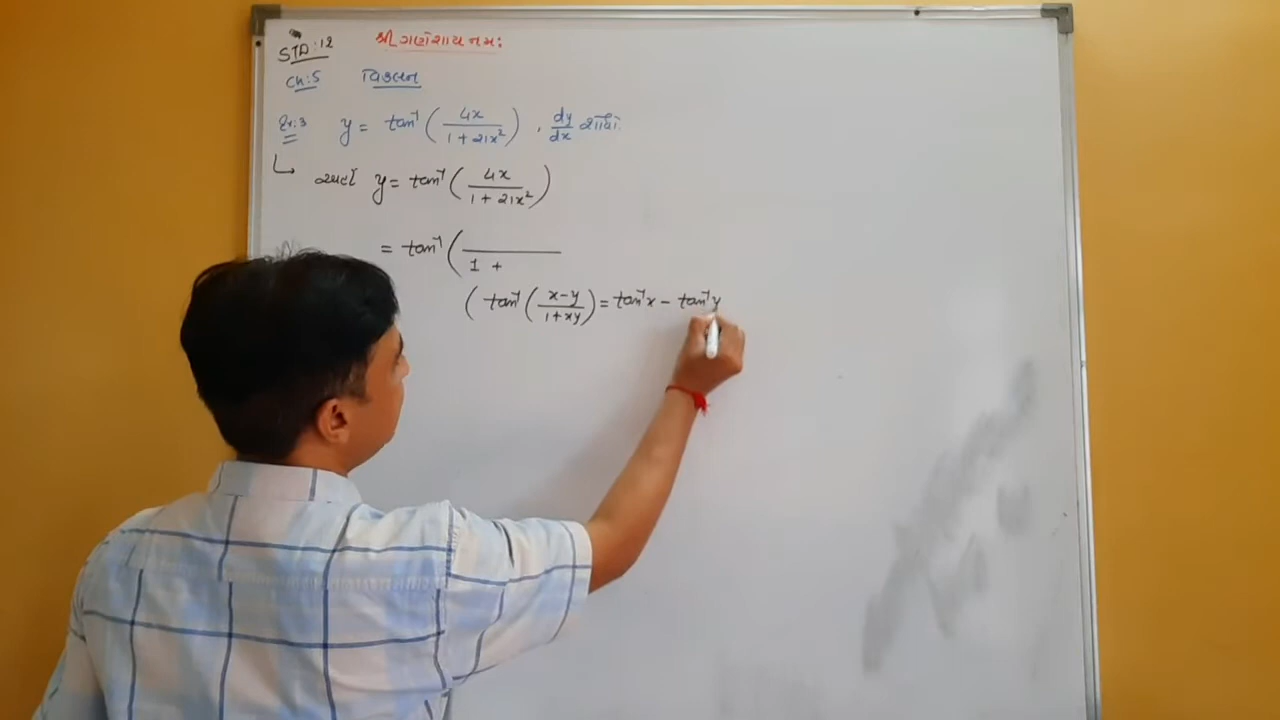 શ્રી ગણેશાય નમઃ
STD:12
Ch:5 વિકલન
Ex:3 y = tan⁻¹ ( 4x / 1 + 21x² ) , dy/dx શોધો.
અહીં y = tan⁻¹ ( 4x / 1 + 21x² )
= tan⁻¹ ( / 1 +
( tan⁻¹ ( x-y / 1+xy ) = tan⁻¹x - tan⁻¹y